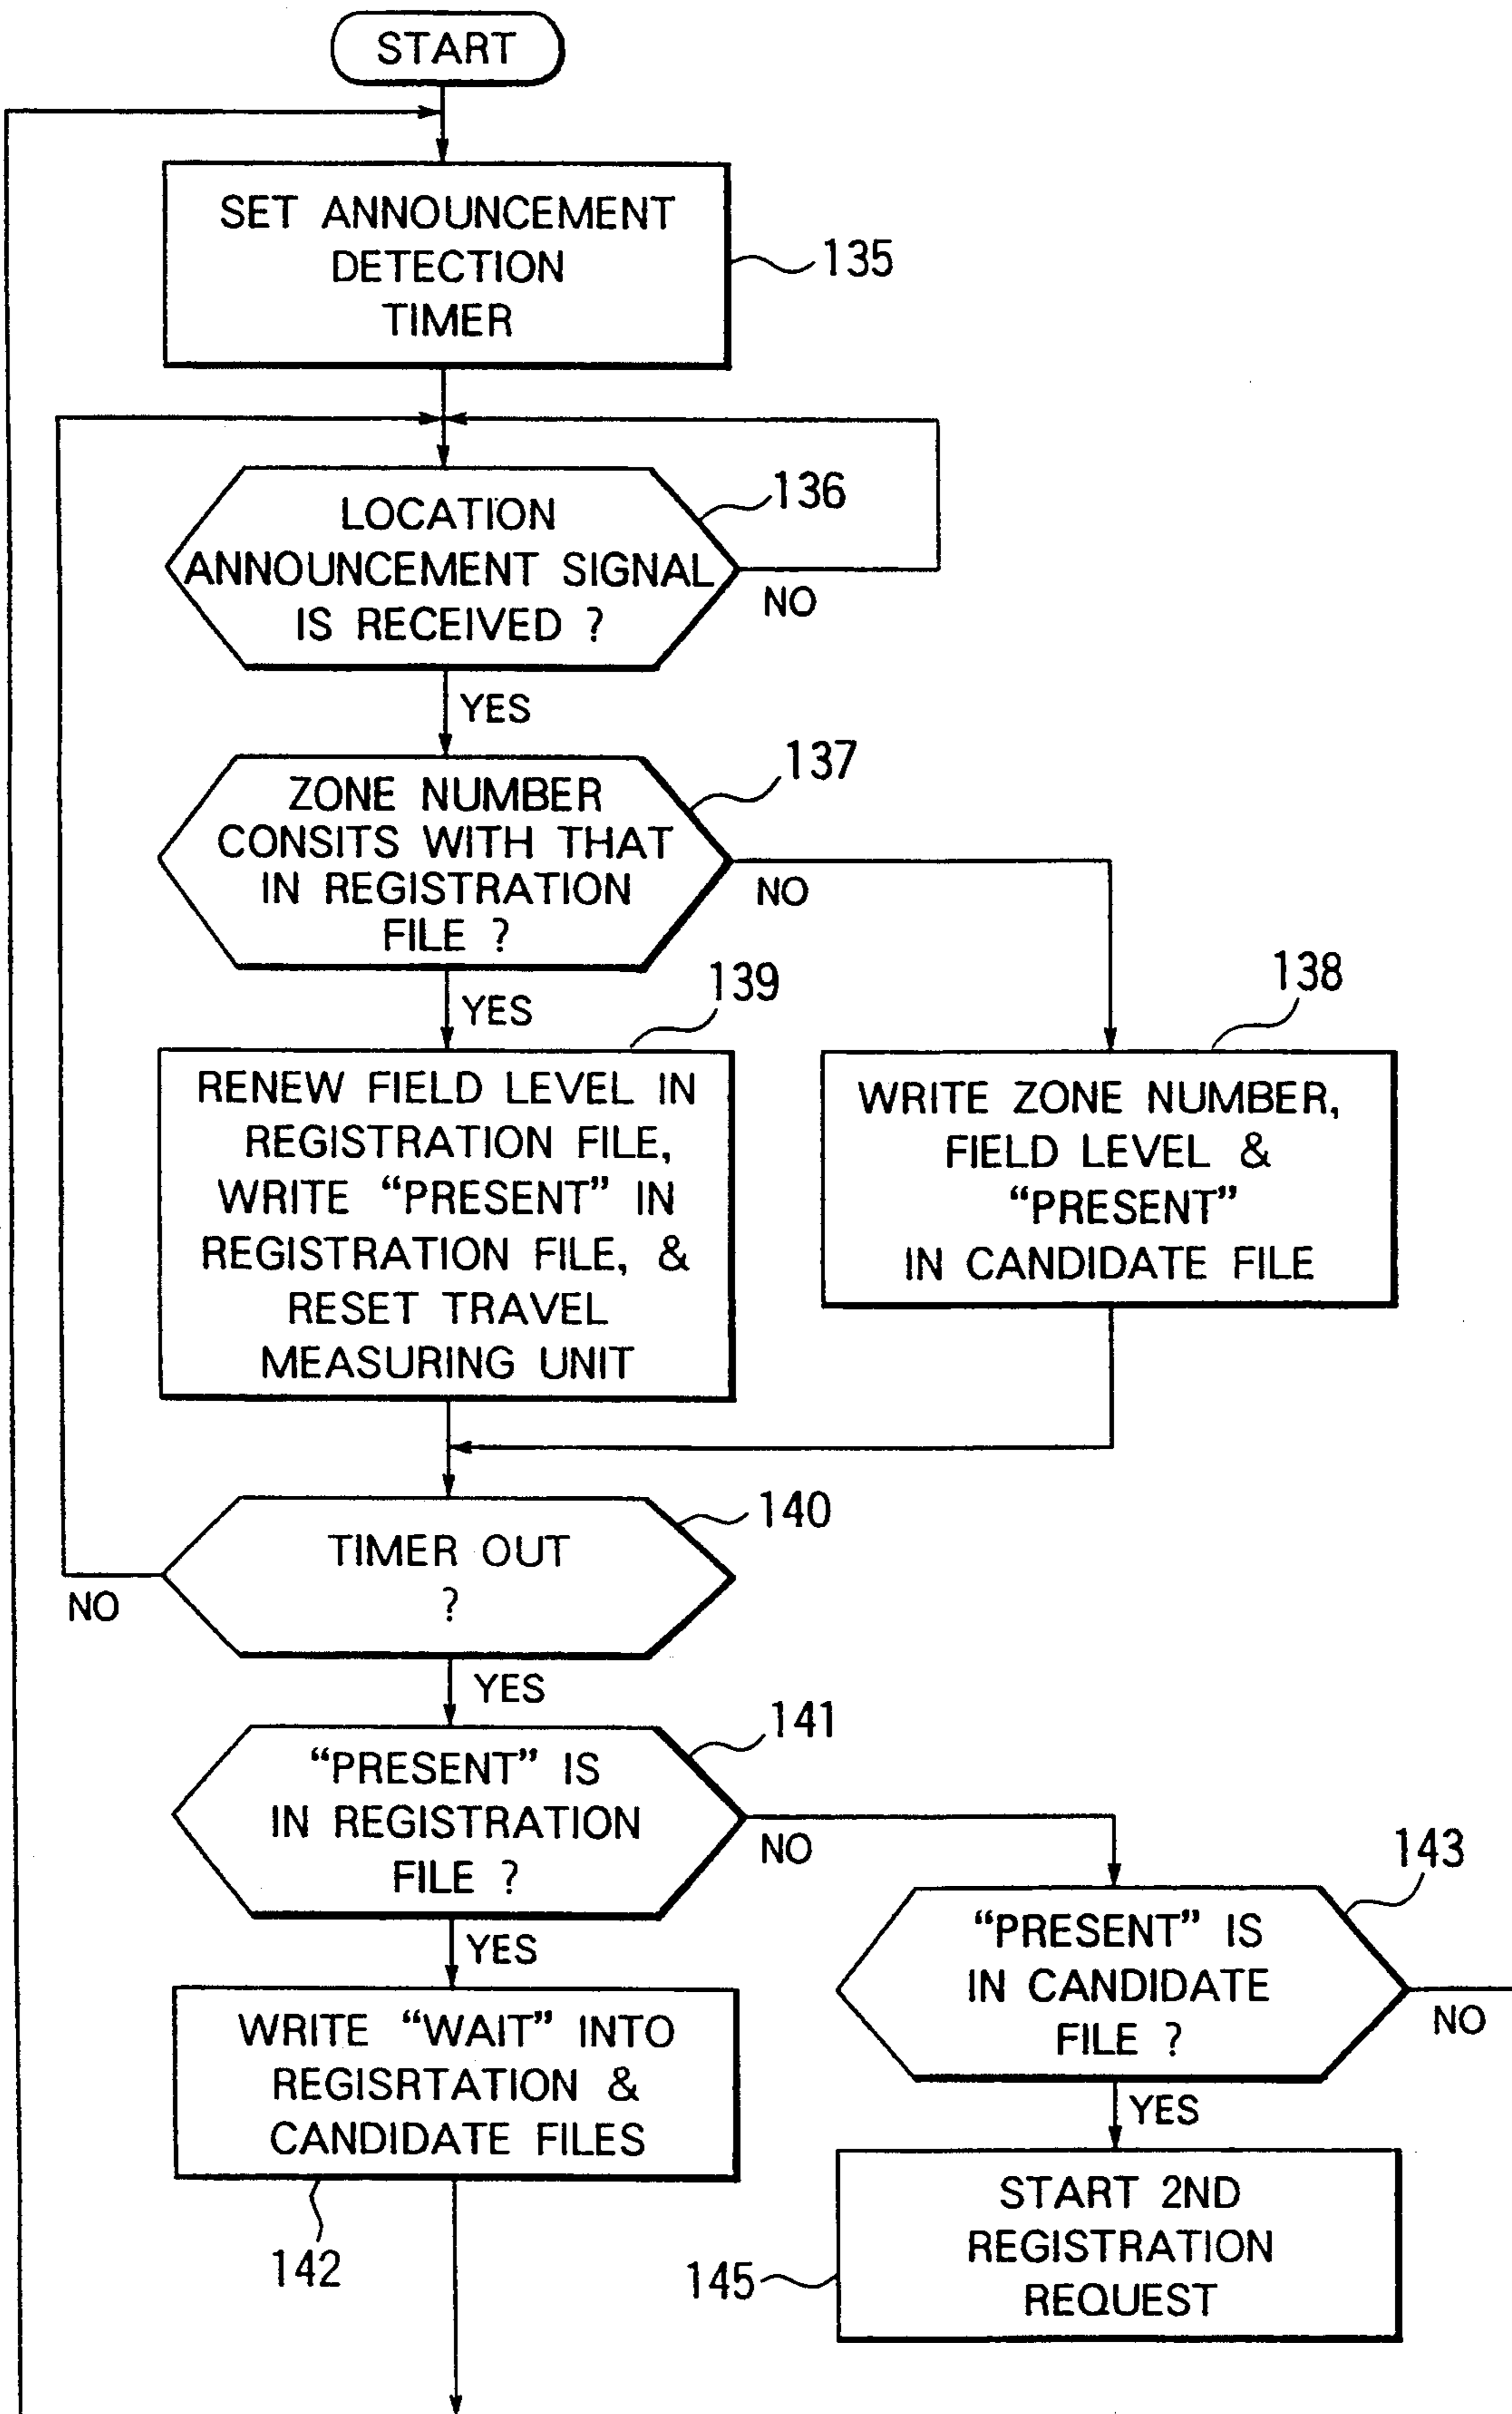 START
SET ANNOUNCEMENT
DETECTION
TIMER
135
LOCATION
ANNOUNCEMENT SIGNAL
IS RECEIVED ?
136
NO
YES
ZONE NUMBER
CONSITS WITH THAT
IN REGISTRATION
FILE ?
137
NO
YES
139
RENEW FIELD LEVEL IN
REGISTRATION FILE,
WRITE “PRESENT” IN
REGISTRATION FILE, &
RESET TRAVEL
MEASURING UNIT
138
WRITE ZONE NUMBER,
FIELD LEVEL &
“PRESENT”
IN CANDIDATE FILE
TIMER OUT
?
140
NO
YES
“PRESENT” IS
IN REGISTRATION
FILE ?
141
NO
YES
WRITE “WAIT” INTO
REGISRTATION &
CANDIDATE FILES
142
143
“PRESENT” IS
IN CANDIDATE
FILE ?
NO
YES
START 2ND
REGISTRATION
REQUEST
145